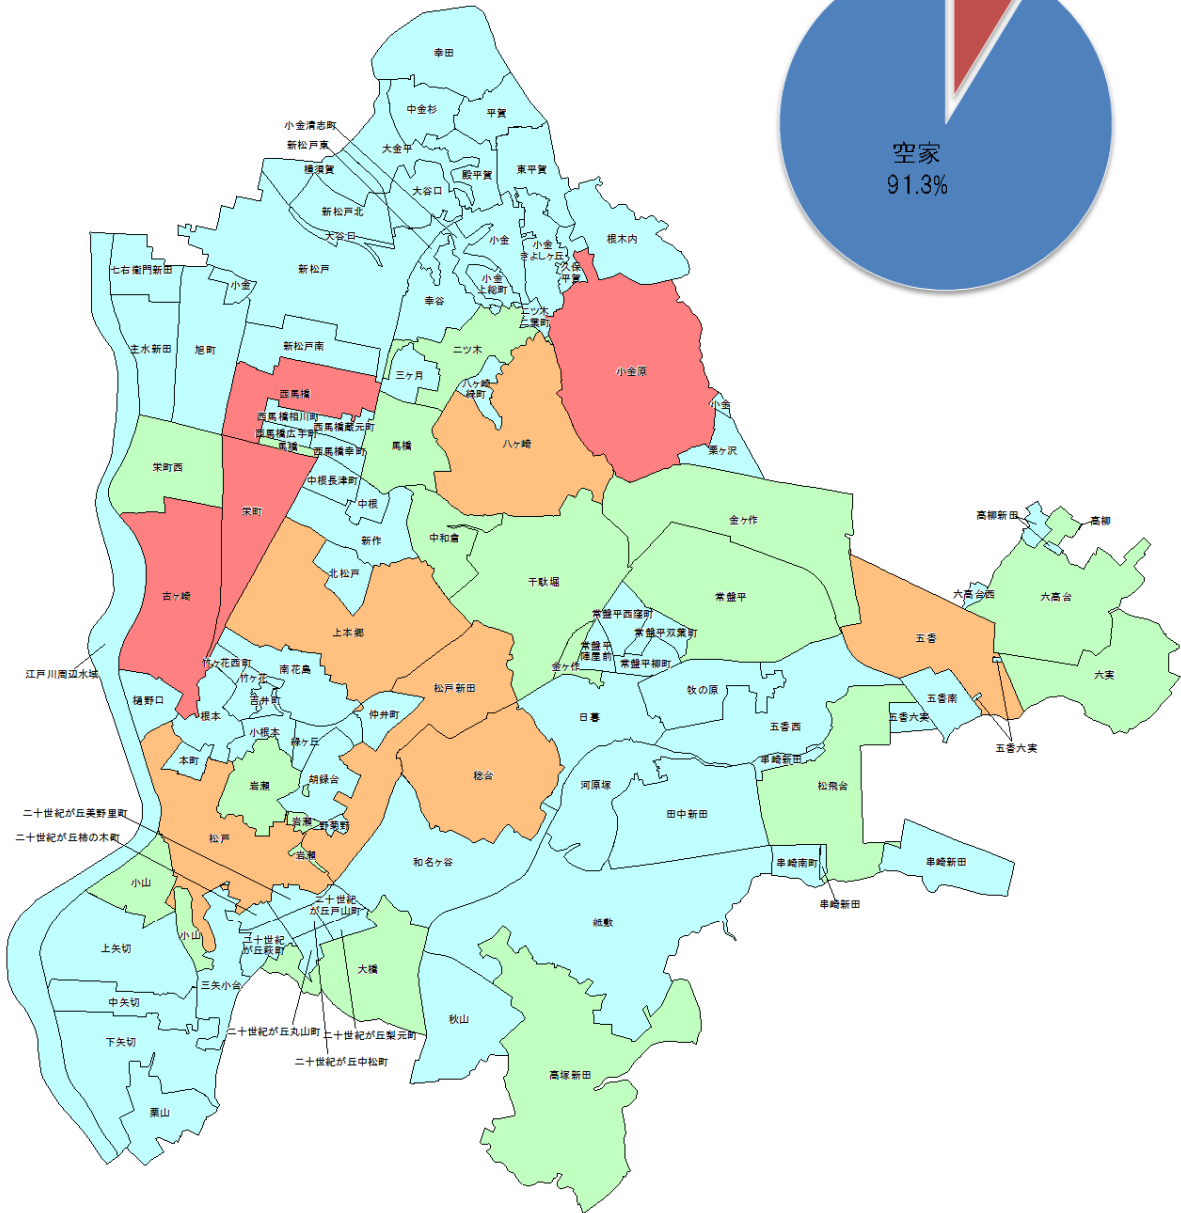 空家
91.3%
幸田
中金杉
平賀
小金清志町
新松戸東
大金平
横須賀
殿平賀
東平賀
大谷口
新松戸北
大谷口
小金
小金
きよしヶ丘
根木内
七右衛門新田
小金
新松戸
久保
平賀
小金
上総町
幸谷
二ツ木
二葉町
主水新田
旭町
新松戸南
二ツ木
三ヶ月
八ヶ崎
緑町
小金原
西馬橋
小金
西馬橋相川町
西馬橋蔵元町
西馬橋広手町
馬橋
西馬橋幸町
馬橋
八ヶ崎
栗ヶ沢
栄町西
中根長津町
中根
栄町
金ヶ作
高柳新田
高柳
新作
中和倉
北松戸
千駄堀
古ヶ崎
常盤平
六高台西
六高台
常盤平西窪町
上本郷
常盤平双葉町
五香
常盤平
陣屋前
江戸川周辺水域
竹ヶ花西町
南花島
金ヶ作
常盤平柳町
竹ヶ花
六実
樋野口
吉井町
松戸新田
牧の原
五香南
根本
仲井町
日暮
五香六実
小根本
緑ヶ丘
五香西
五香六実
本町
串崎新田
岩瀬
胡録台
稔台
河原塚
松飛台
二十世紀が丘美野里町
田中新田
岩瀬
野菊野
二十世紀が丘柿の木町
松戸
岩瀬
和名ヶ谷
串崎南町
串崎新田
小山
二十世紀
が丘戸山町
串崎新田
紙敷
小山
二十世紀
が丘萩町
上矢切
大橋
三矢小台
中矢切
秋山
二十世紀が丘丸山町
二十世紀が丘梨元町
下矢切
二十世紀が丘中松町
高塚新田
栗山